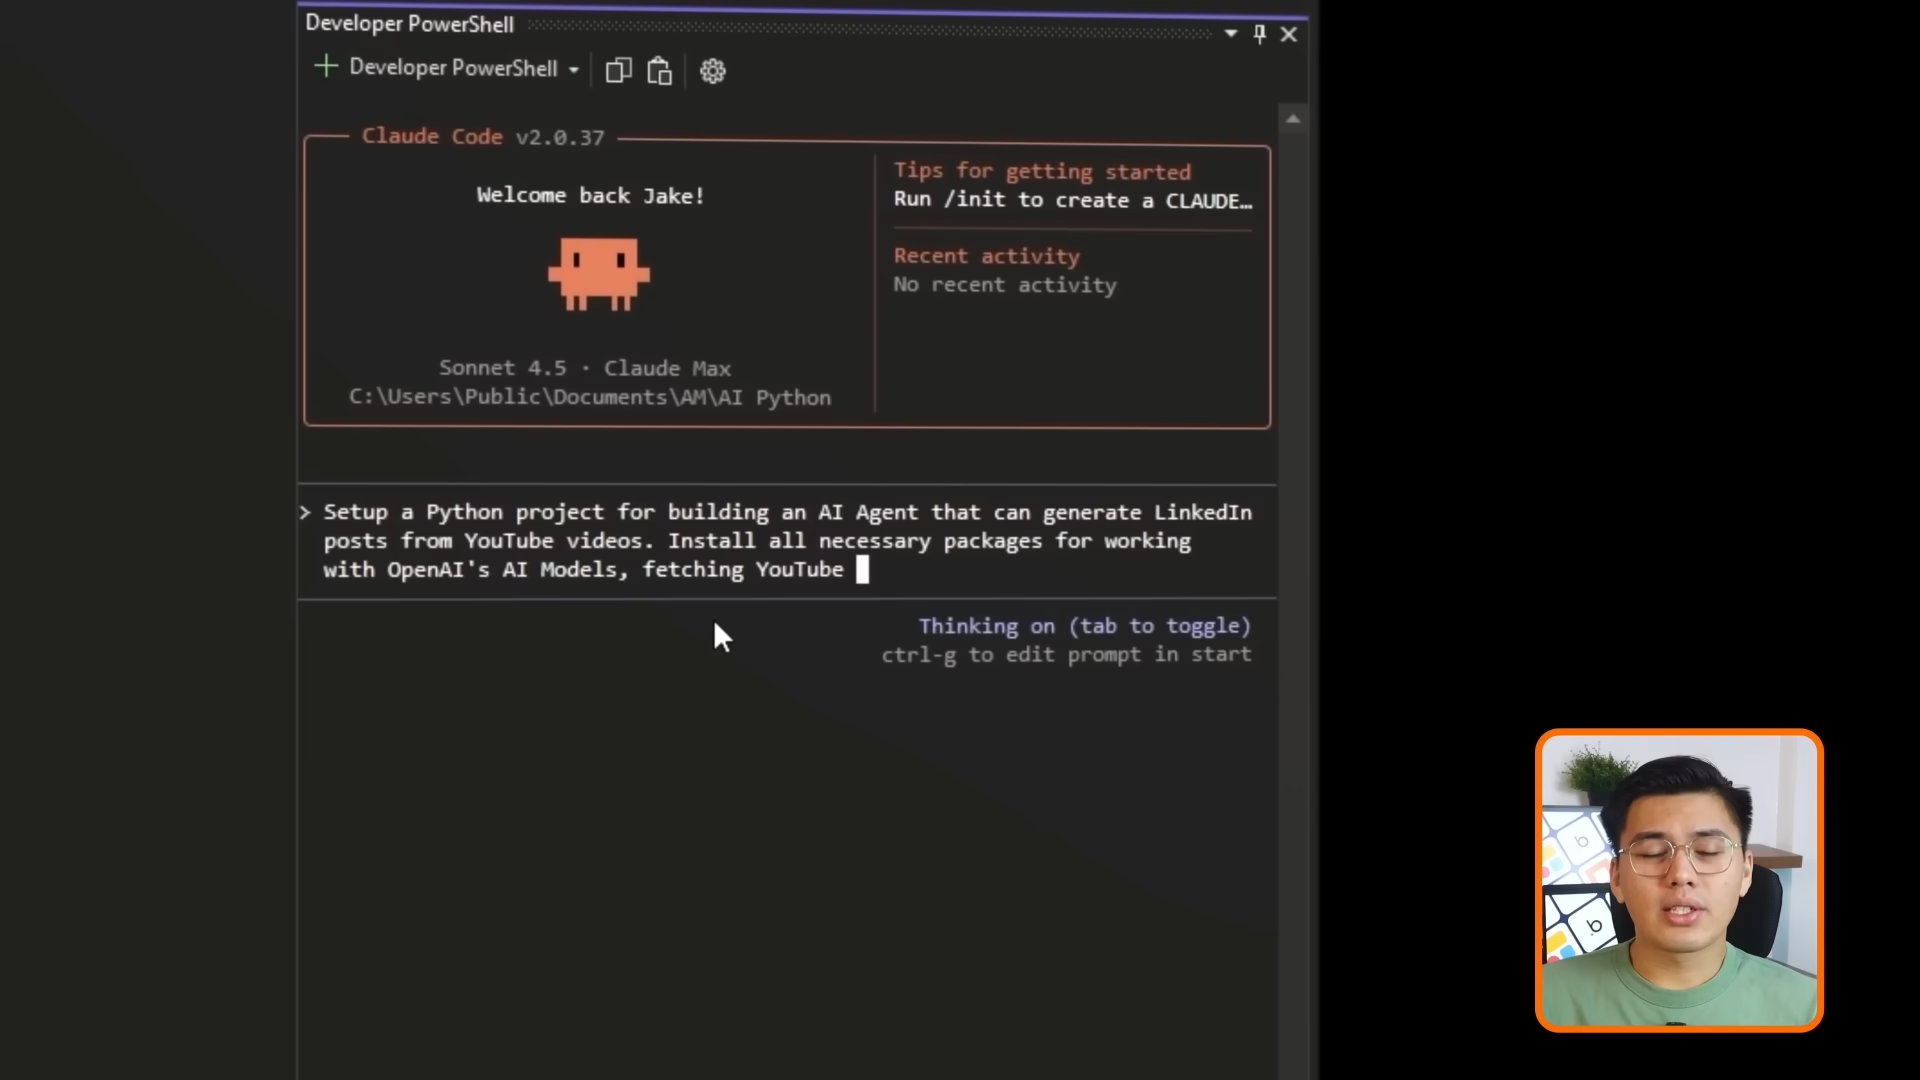 Developer PowerShell
Developer PowerShell
Claude Code v2.0.37
Welcome back Jake!
Sonnet 4.5 · Claude Max
C:\Users\Public\Documents\AM\AI Python
Tips for getting started
Run /init to create a CLAUDE…
Recent activity
No recent activity
> Setup a Python project for building an AI Agent that can generate LinkedIn
posts from YouTube videos. Install all necessary packages for working
with OpenAI's AI Models, fetching YouTube
Thinking on (tab to toggle)
ctrl-g to edit prompt in start